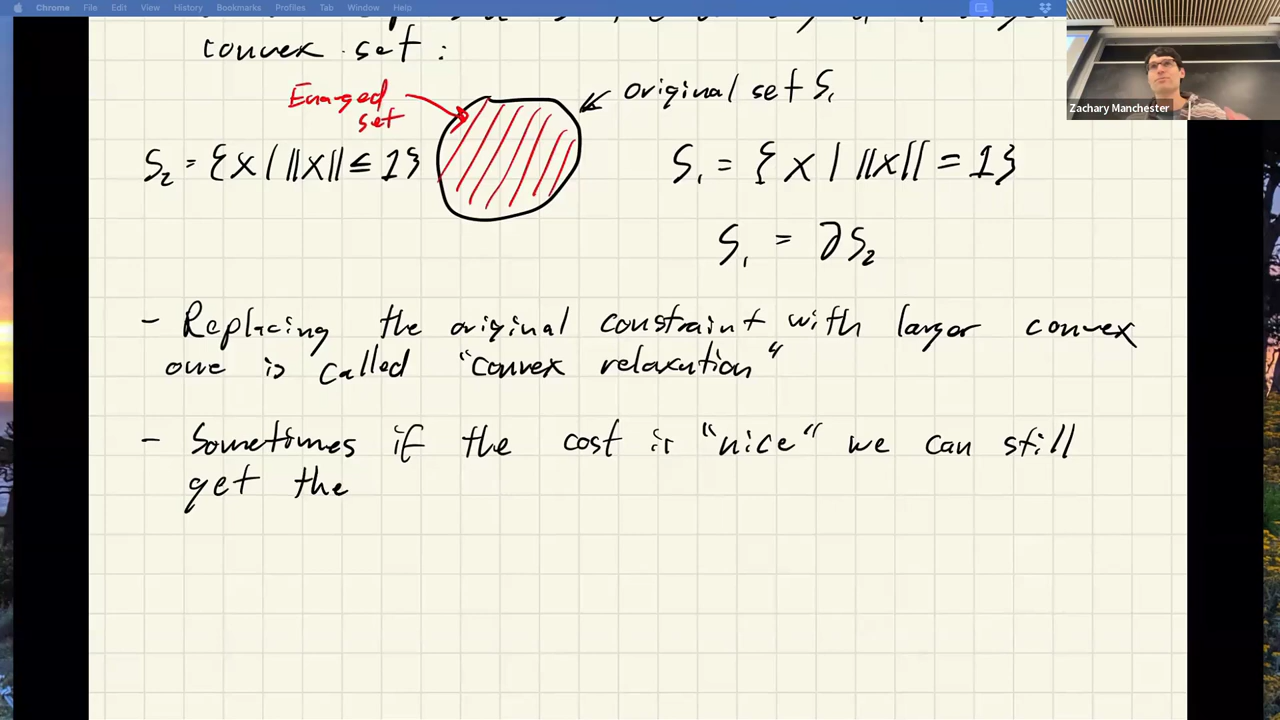 Chrome File Edit View History Bookmarks Profiles Tab Window Help
convex set :
Enarged
set
original set S₁
S₂ = {x | ||x|| ≤ 1}
S₁ = {x | ||x|| = 1}
S₁ = ∂S₂
- Replacing the original constraint with larger convex
one is called "convex relaxation"
- Sometimes if the cost is "nice" we can still
get the
Zachary Manchester